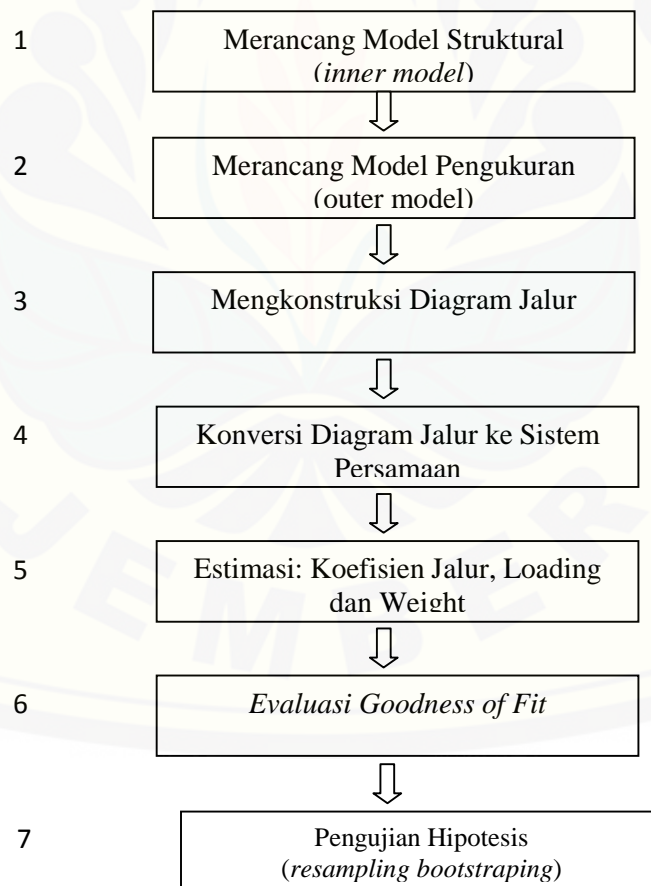 1
Merancang Model Struktural
(inner model)
2
Merancang Model Pengukuran
(outer model)
3
Mengkonstruksi Diagram Jalur
4
Konversi Diagram Jalur ke Sistem
Persamaan
5
Estimasi: Koefisien Jalur, Loading
dan Weight
6
Evaluasi Goodness of Fit
7
Pengujian Hipotesis
(resampling bootstraping)
JEMBER